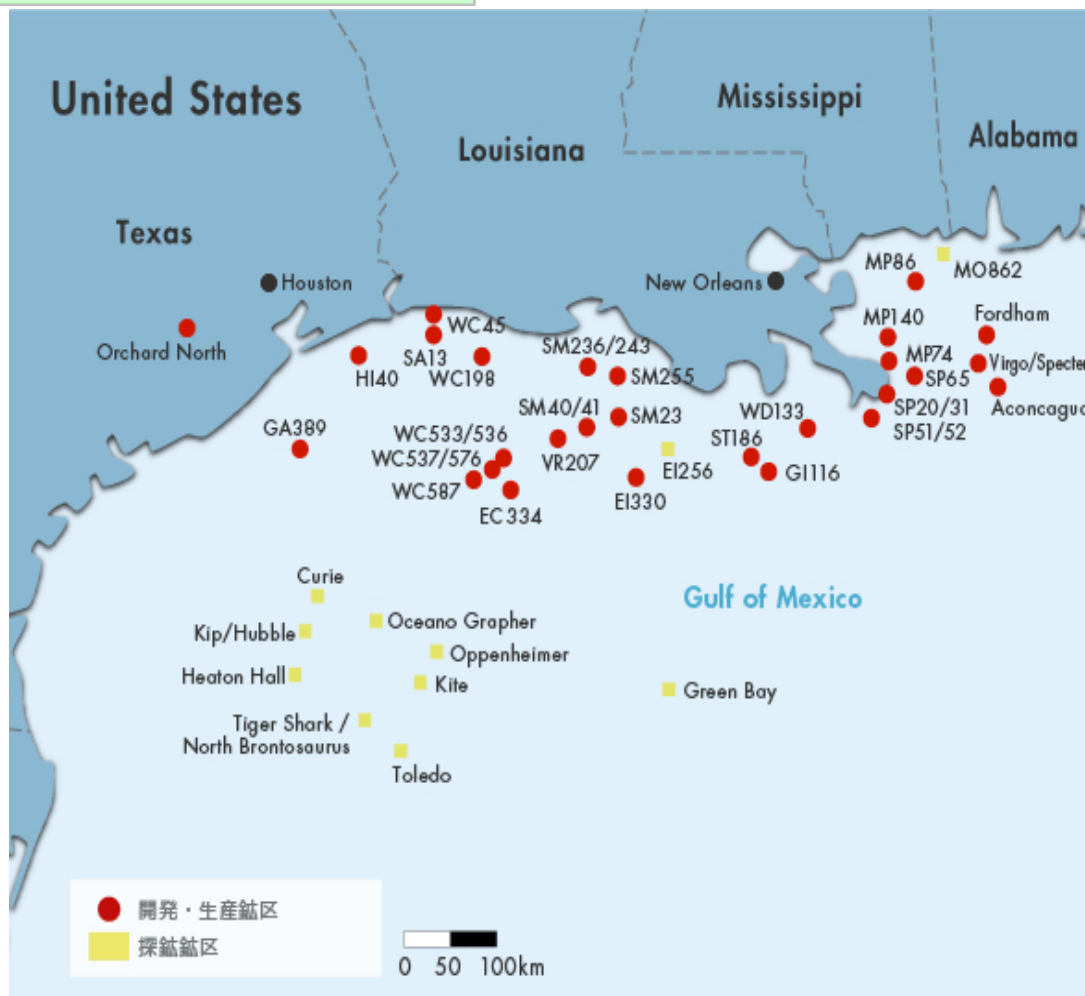 United States
Mississippi
Alabama
Louisiana
Texas
Houston
New Orleans
MP86
MO862
Orchard North
WC45
SA13
WC198
HI40
SM236/243
SM255
MP140
Fordham
MP74
Virgo/Specter
SP65
Aconcagua
SP20/31
SP51/52
GA389
WC533/536
WC537/576
WC587
EC334
SM40/41
SM23
VR207
WD133
ST186
EI256
GI116
EI330
Curie
Gulf of Mexico
Kip/Hubble
Oceano Grapher
Oppenheimer
Heaton Hall
Kite
Green Bay
Tiger Shark /
North Brontosaurus
Toledo
開発・生産鉱区
探鉱鉱区
0 50 100km